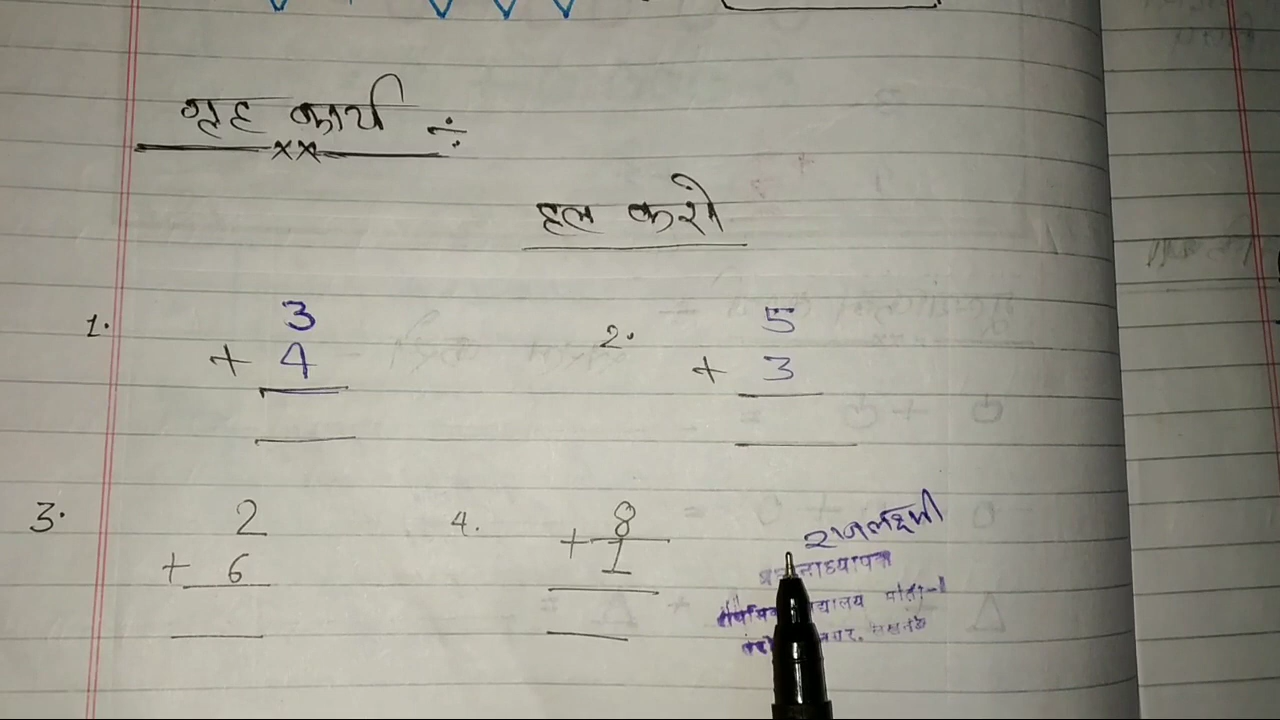 गृह कार्य ÷
हल करो
1. 3 + 4
2. 5 + 3
3. 2 + 6
4. 8 + 1
राजलक्ष्मी